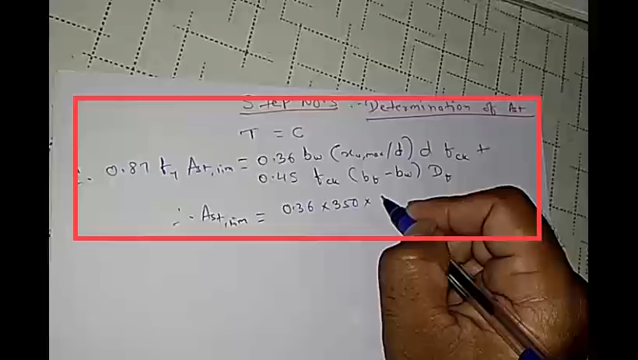 Step No:3 :- Determination of Ast
T = C
∴ 0.87 fy Ast,lim = 0.36 bw (xu,max/d) d fck +
0.45 fck (bf - bw) Df
∴ Ast,lim = 0.36 × 350 ×